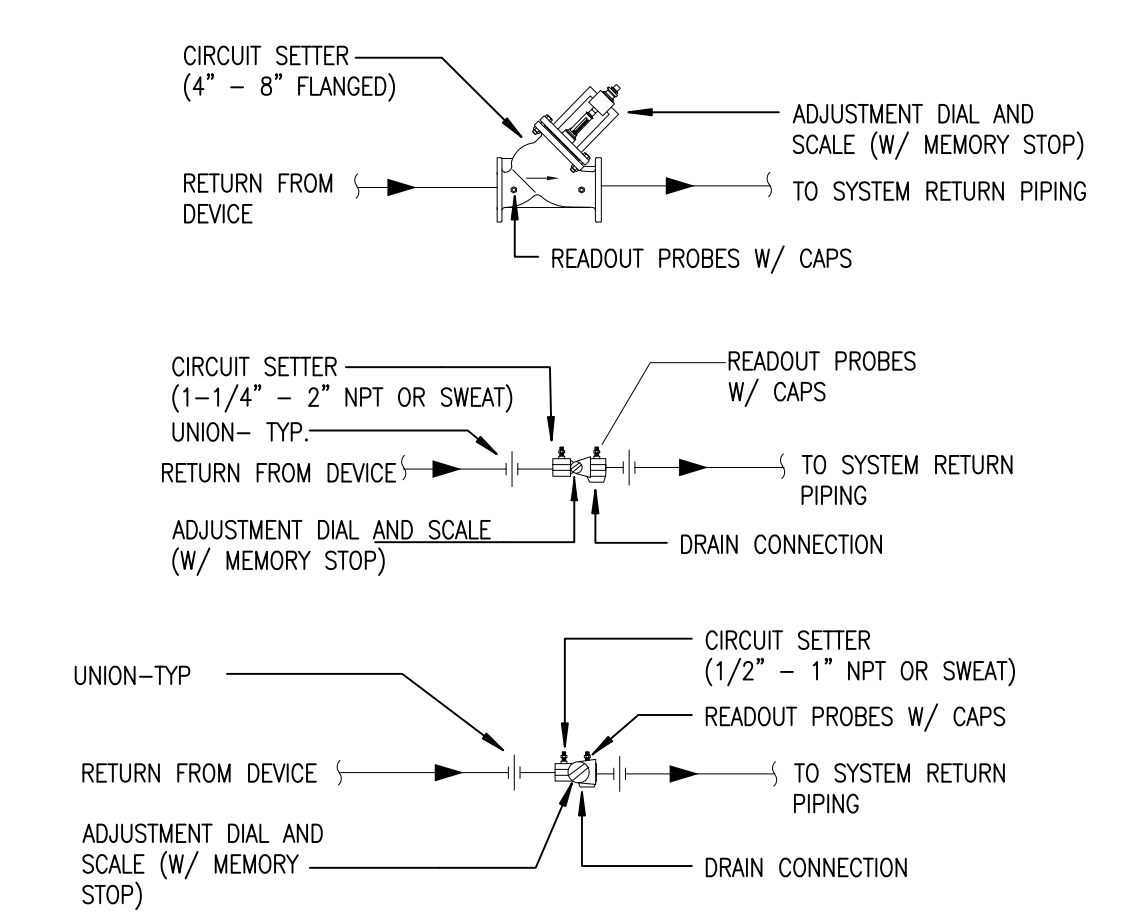 CIRCUIT SETTER
(4” – 8” FLANGED)
ADJUSTMENT DIAL AND
SCALE (W/ MEMORY STOP)
RETURN FROM
DEVICE
TO SYSTEM RETURN PIPING
READOUT PROBES W/ CAPS
CIRCUIT SETTER
(1–1/4” – 2” NPT OR SWEAT)
READOUT PROBES
W/ CAPS
UNION– TYP.
RETURN FROM DEVICE
TO SYSTEM RETURN
PIPING
ADJUSTMENT DIAL AND SCALE
(W/ MEMORY STOP)
DRAIN CONNECTION
CIRCUIT SETTER
(1/2” – 1” NPT OR SWEAT)
UNION–TYP
READOUT PROBES W/ CAPS
RETURN FROM DEVICE
TO SYSTEM RETURN
PIPING
ADJUSTMENT DIAL AND
SCALE (W/ MEMORY
STOP)
DRAIN CONNECTION